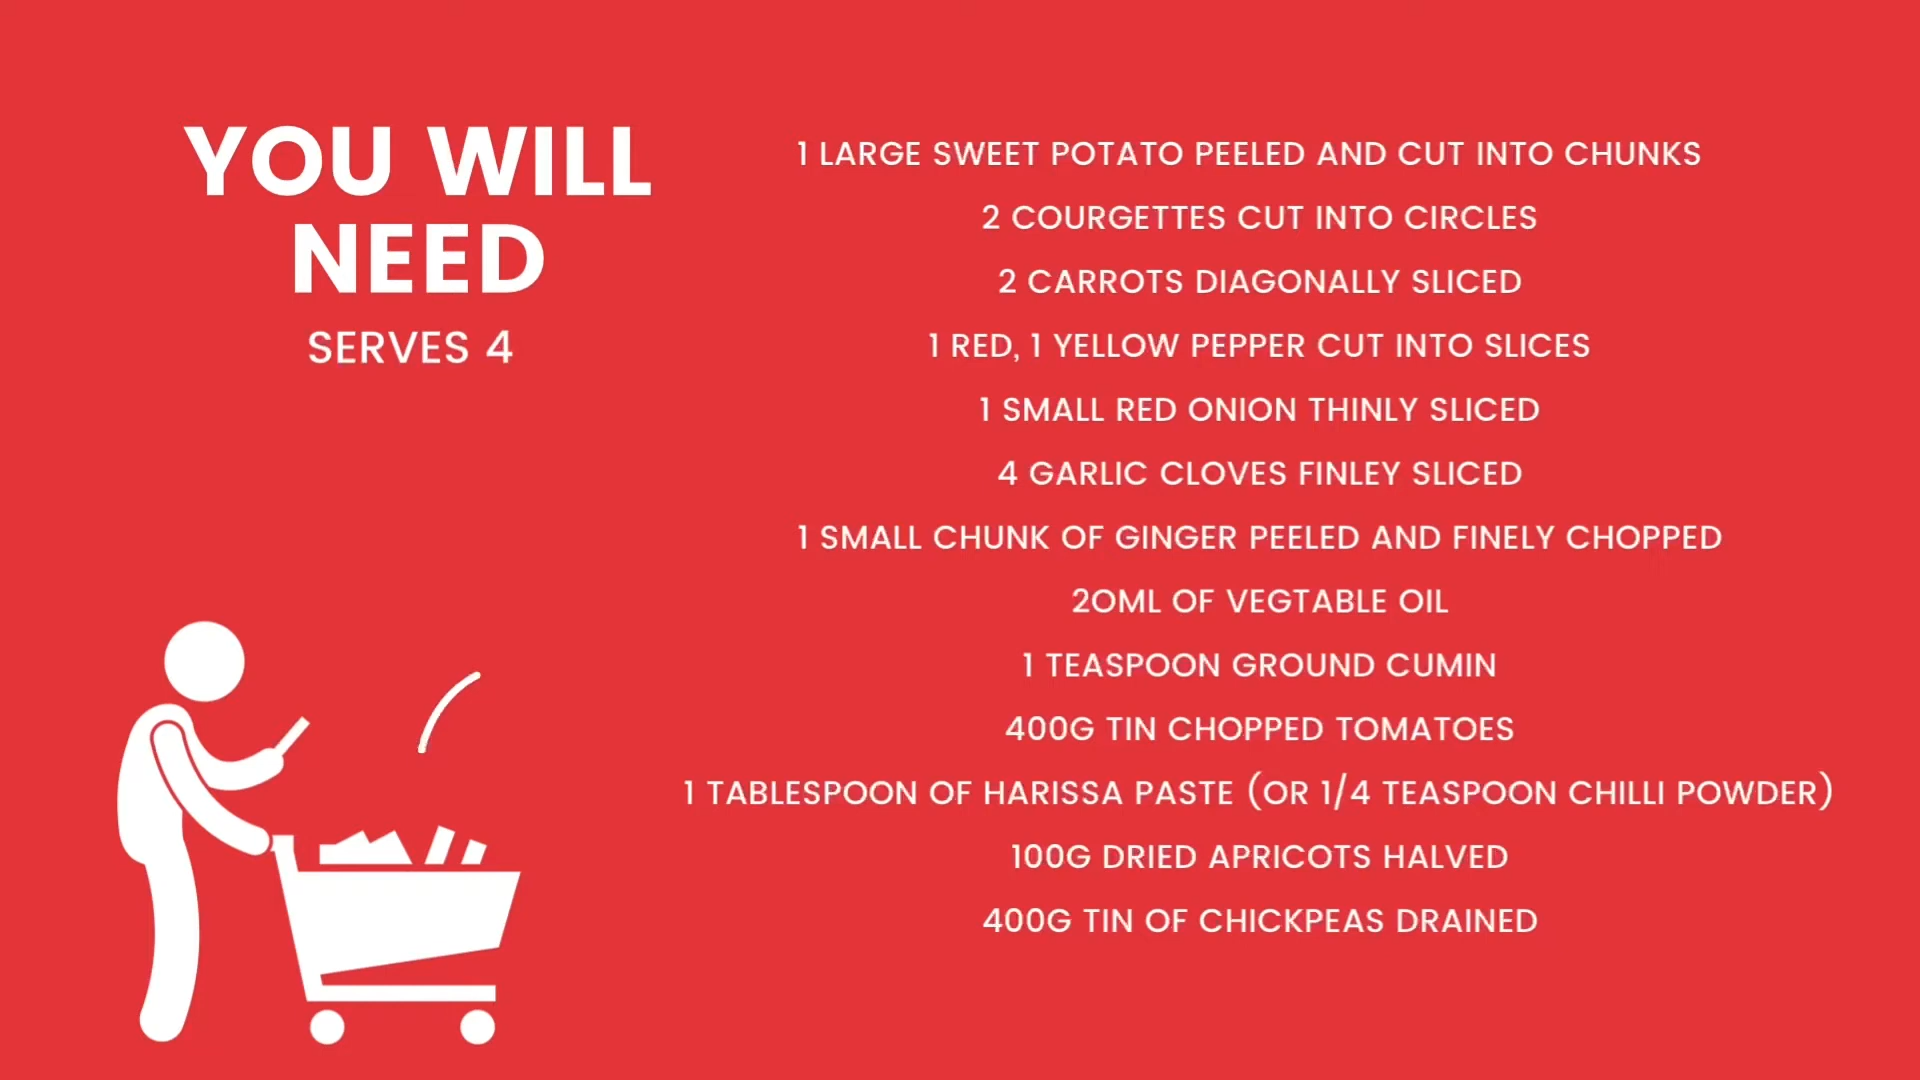 YOU WILL
NEED
SERVES 4
1 LARGE SWEET POTATO PEELED AND CUT INTO CHUNKS
2 COURGETTES CUT INTO CIRCLES
2 CARROTS DIAGONALLY SLICED
1 RED, 1 YELLOW PEPPER CUT INTO SLICES
1 SMALL RED ONION THINLY SLICED
4 GARLIC CLOVES FINLEY SLICED
1 SMALL CHUNK OF GINGER PEELED AND FINELY CHOPPED
20ML OF VEGTABLE OIL
1 TEASPOON GROUND CUMIN
400G TIN CHOPPED TOMATOES
1 TABLESPOON OF HARISSA PASTE (OR 1/4 TEASPOON CHILLI POWDER)
100G DRIED APRICOTS HALVED
400G TIN OF CHICKPEAS DRAINED